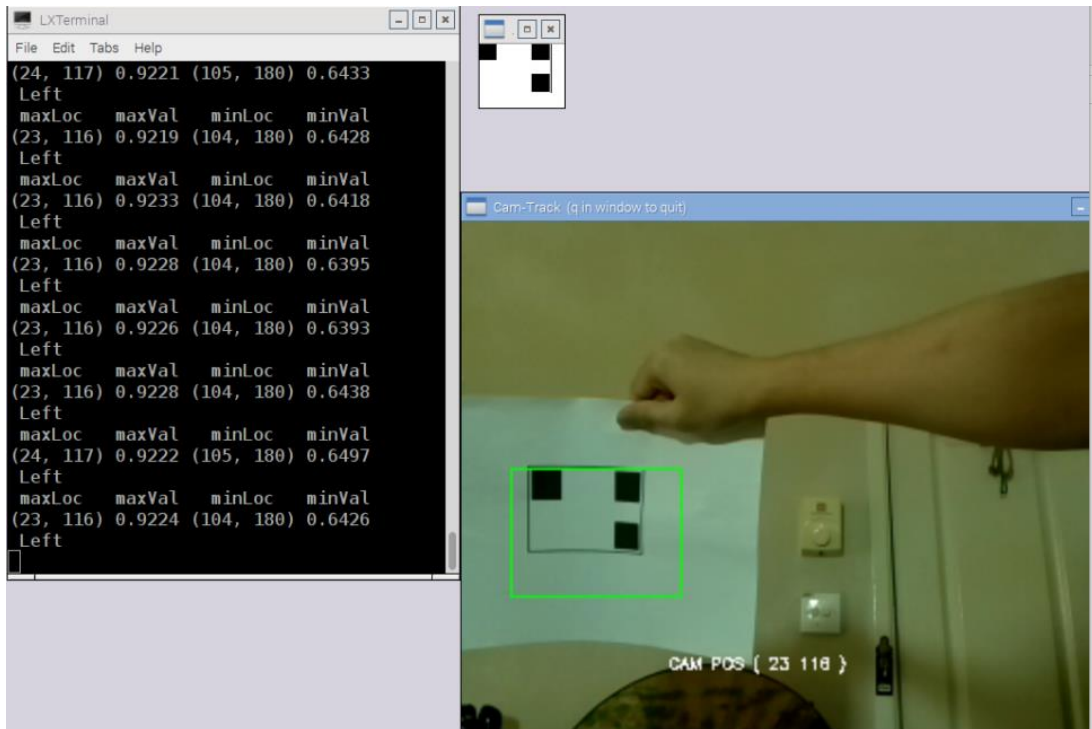 LXTerminal
File Edit Tabs Help
(24, 117) 0.9221 (105, 180) 0.6433
Left
maxLoc maxVal minLoc minVal
(23, 116) 0.9219 (104, 180) 0.6428
Left
maxLoc maxVal minLoc minVal
(23, 116) 0.9233 (104, 180) 0.6418
Left
maxLoc maxVal minLoc minVal
(23, 116) 0.9228 (104, 180) 0.6395
Left
maxLoc maxVal minLoc minVal
(23, 116) 0.9226 (104, 180) 0.6393
Left
maxLoc maxVal minLoc minVal
(23, 116) 0.9228 (104, 180) 0.6438
Left
maxLoc maxVal minLoc minVal
(24, 117) 0.9222 (105, 180) 0.6497
Left
maxLoc maxVal minLoc minVal
(23, 116) 0.9224 (104, 180) 0.6426
Left
Cam-Track (q in window to quit)
CAM POS ( 23 116 )